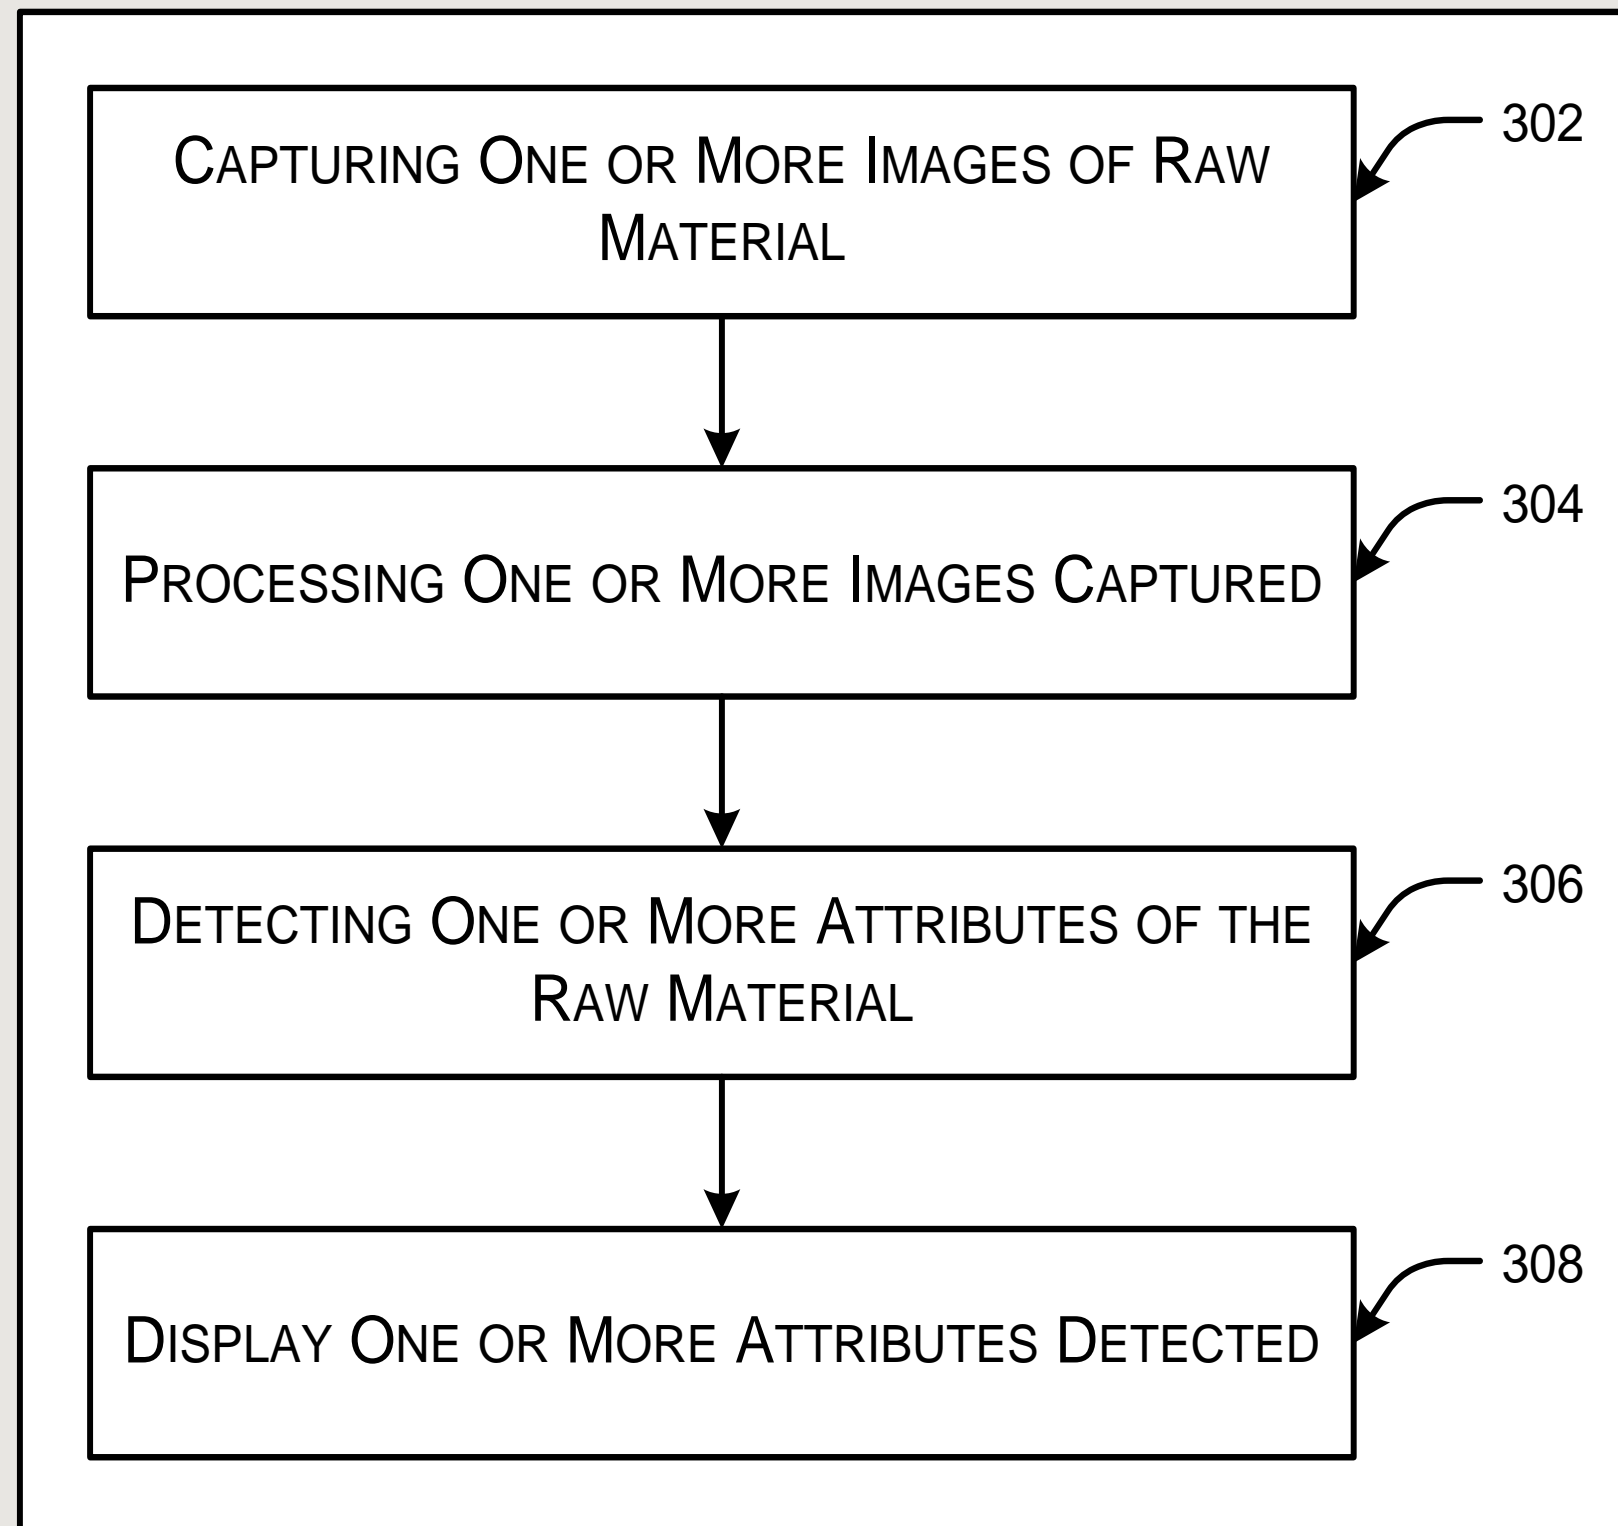 CAPTURING ONE OR MORE IMAGES OF RAW
MATERIAL
302
PROCESSING ONE OR MORE IMAGES CAPTURED
304
DETECTING ONE OR MORE ATTRIBUTES OF THE
RAW MATERIAL
306
DISPLAY ONE OR MORE ATTRIBUTES DETECTED
308